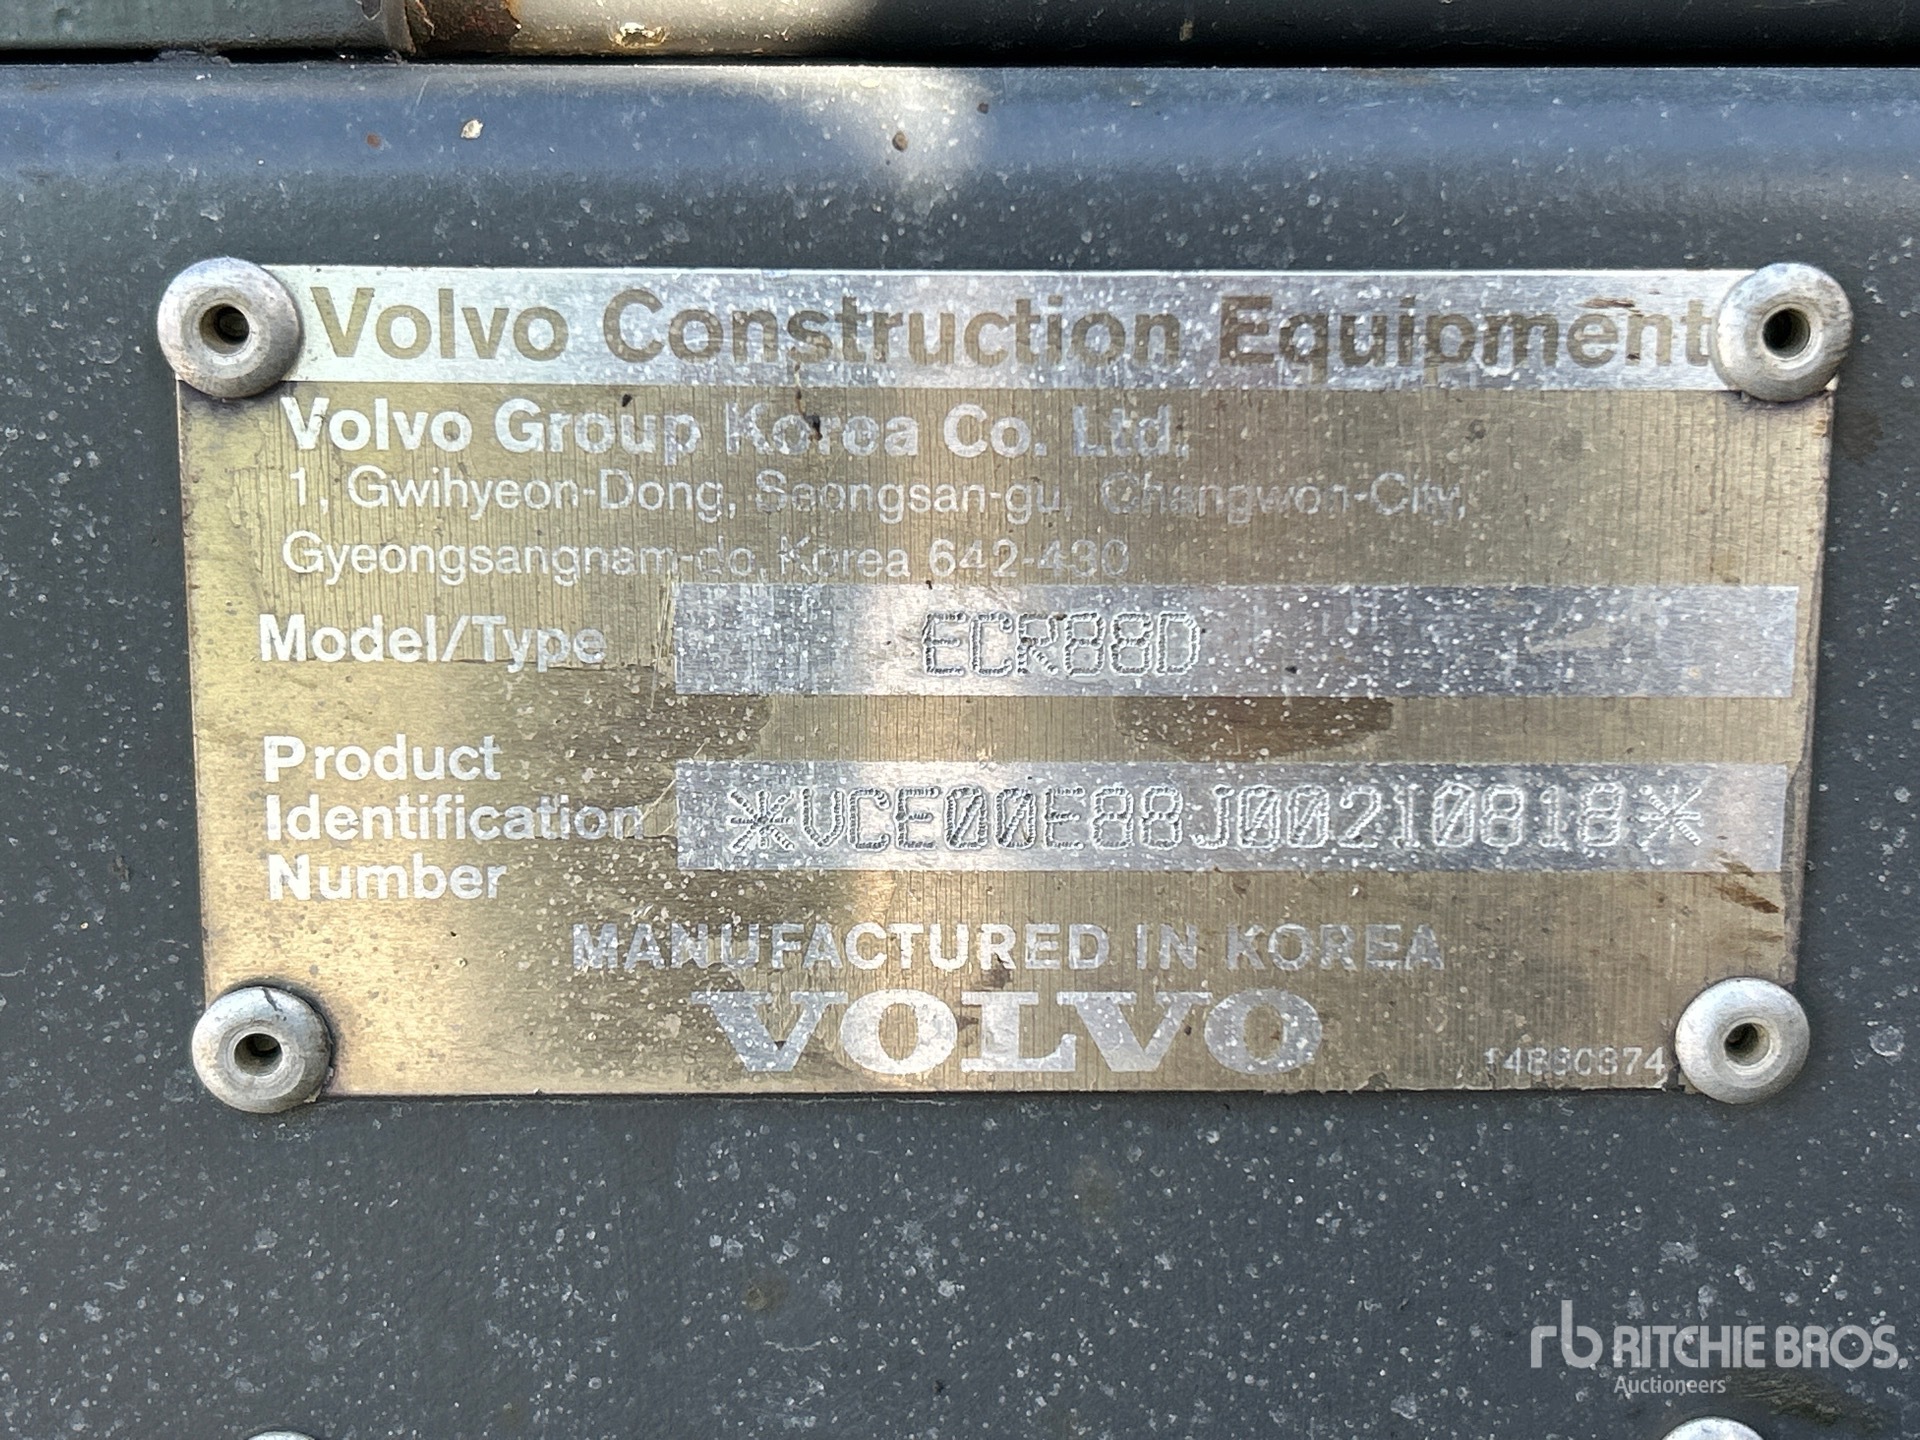 Volvo Construction Equipment
Volvo Group Korea Co. Ltd.
1, Gwihyeon-Dong, Seongsan-gu, Changwon-City,
Gyeongsangnam-do, Korea 642-430
Model/Type ECR88D
Product
Identification *VCE00E88J00210818*
Number
MANUFACTURED IN KOREA
VOLVO
rb RITCHIE BROS.
Auctioneers